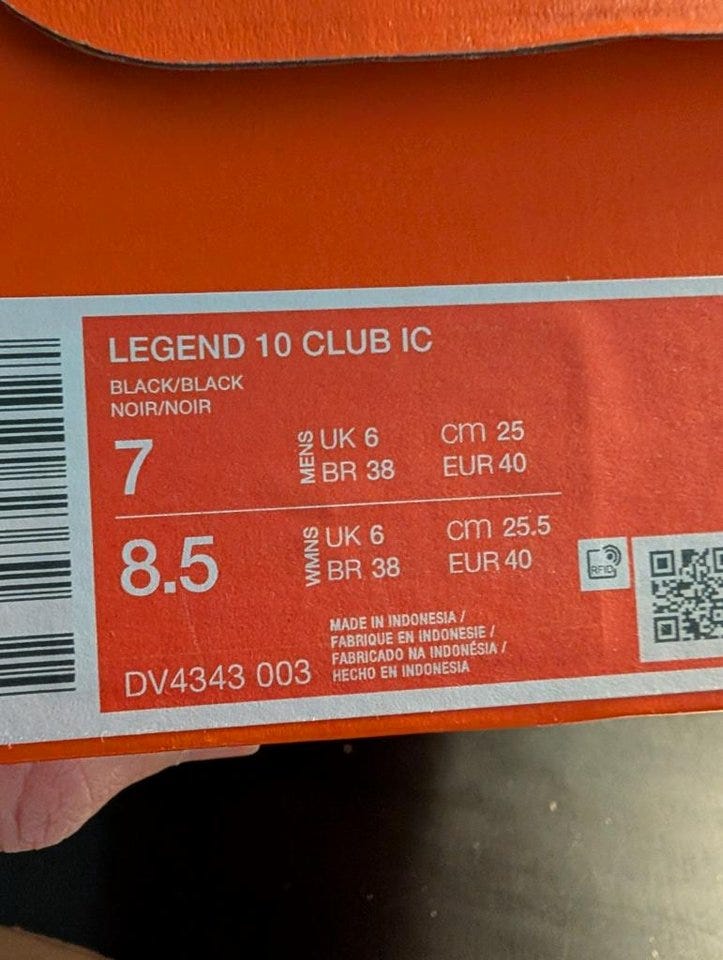 LEGEND 10 CLUB IC
BLACK/BLACK
NOIR/NOIR
7 MENS UK 6 cm 25
BR 38 EUR 40
8.5 WMNS UK 6 cm 25.5
BR 38 EUR 40
RFID
MADE IN INDONESIA /
FABRIQUE EN INDONESIE /
FABRICADO NA INDONÉSIA /
HECHO EN INDONESIA
DV4343 003